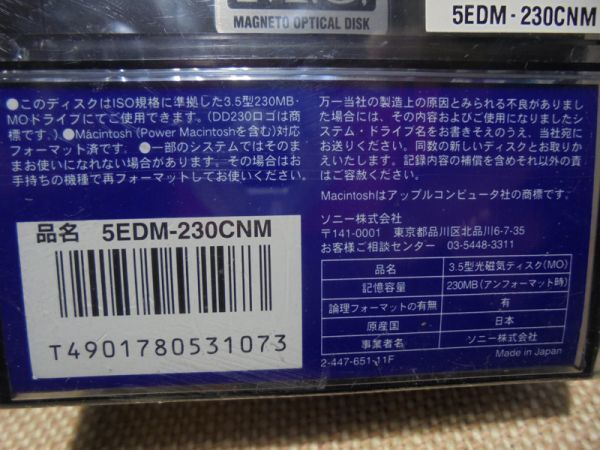 MAGNETO OPTICAL DISK
5EDM-230CNM
●このディスクはISO規格に準拠した3.5型230MB・
MOドライブにてご使用できます。(DD230ロゴは商
標です。)●Macintosh (Power Macintoshを含む)対応
フォーマット済です。●一部のシステムではそのま
まお使いになれない場合があります。その場合はお
手持ちの機種で再フォーマットしてお使いください。
万一当社の製造上の原因とみられる不良がありまし
た場合には、その内容およびご使用になりましたシ
ステム・ドライブ名をお書きそえのうえ、当社宛に
お送りください。同数の新しいディスクとお取りか
えいたします。記録内容の補償を含めそれ以外の責
はご容赦ください。
Macintoshはアップルコンピュータ社の商標です。
ソニー株式会社
〒141-0001 東京都品川区北品川6-7-35
お客様ご相談センター 03-5448-3311
品名 5EDM-230CNM
T4901780531073
品名 3.5型光磁気ディスク(MO)
記憶容量 230MB(アンフォーマット時)
論理フォーマットの有無 有
原産国 日本
事業者名 ソニー株式会社
2-447-651-11F Made in Japan